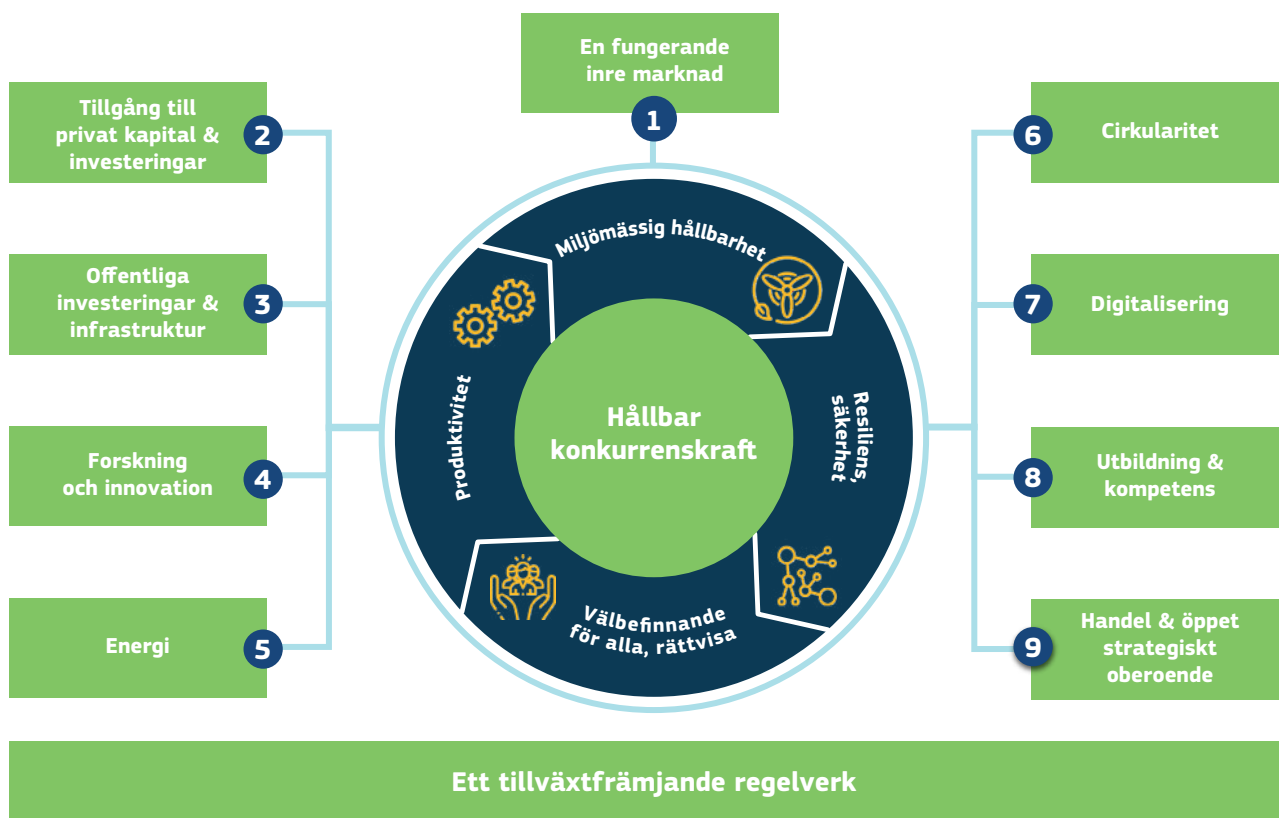 En fungerande
inre marknad
1
Tillgång till
privat kapital &
investeringar
2
Offentliga
investeringar &
infrastruktur
3
Forskning
och innovation
4
Energi
5
Cirkularitet
6
Digitalisering
7
Utbildning &
kompetens
8
Handel & öppet
strategiskt
oberoende
9
Miljömässig hållbarhet
Resiliens,
säkerhet
Välbefinnande
för alla, rättvisa
Produktivitet
Hållbar
konkurrenskraft
Ett tillväxtfrämjande regelverk